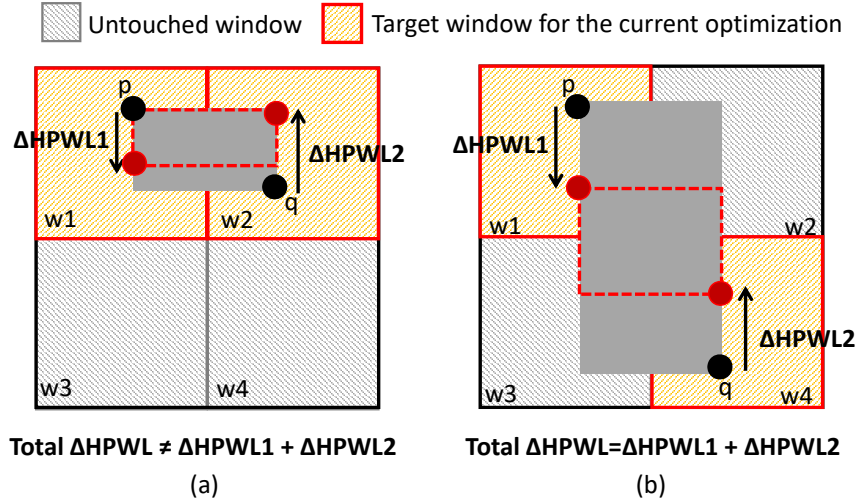 Untouched window
Target window for the current optimization
p
ΔHPWL1
ΔHPWL2
q
w1
w2
w3
w4
Total ΔHPWL ≠ ΔHPWL1 + ΔHPWL2
(a)
p
ΔHPWL1
w1
w2
ΔHPWL2
q
w3
w4
Total ΔHPWL=ΔHPWL1 + ΔHPWL2
(b)